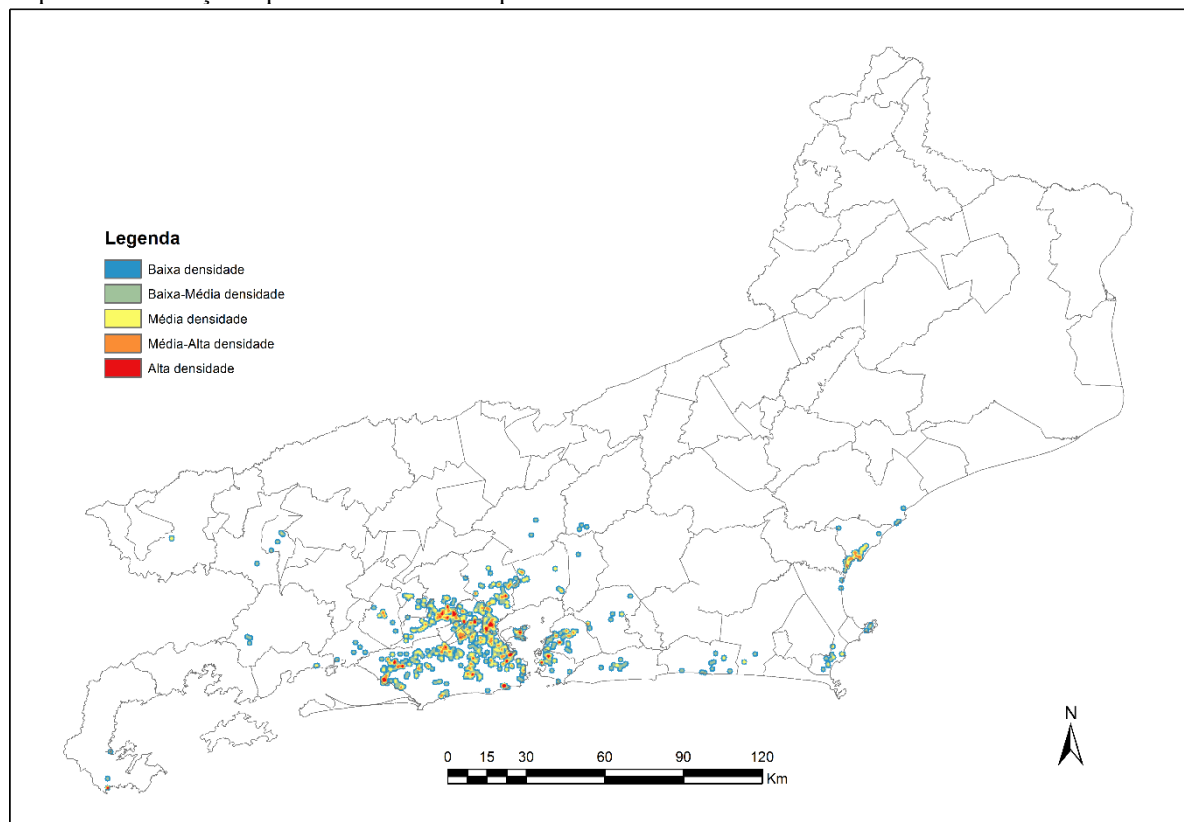 Legenda
Baixa densidade
Baixa-Média densidade
Média densidade
Média-Alta densidade
Alta densidade
N
0 15 30 60 90 120
Km